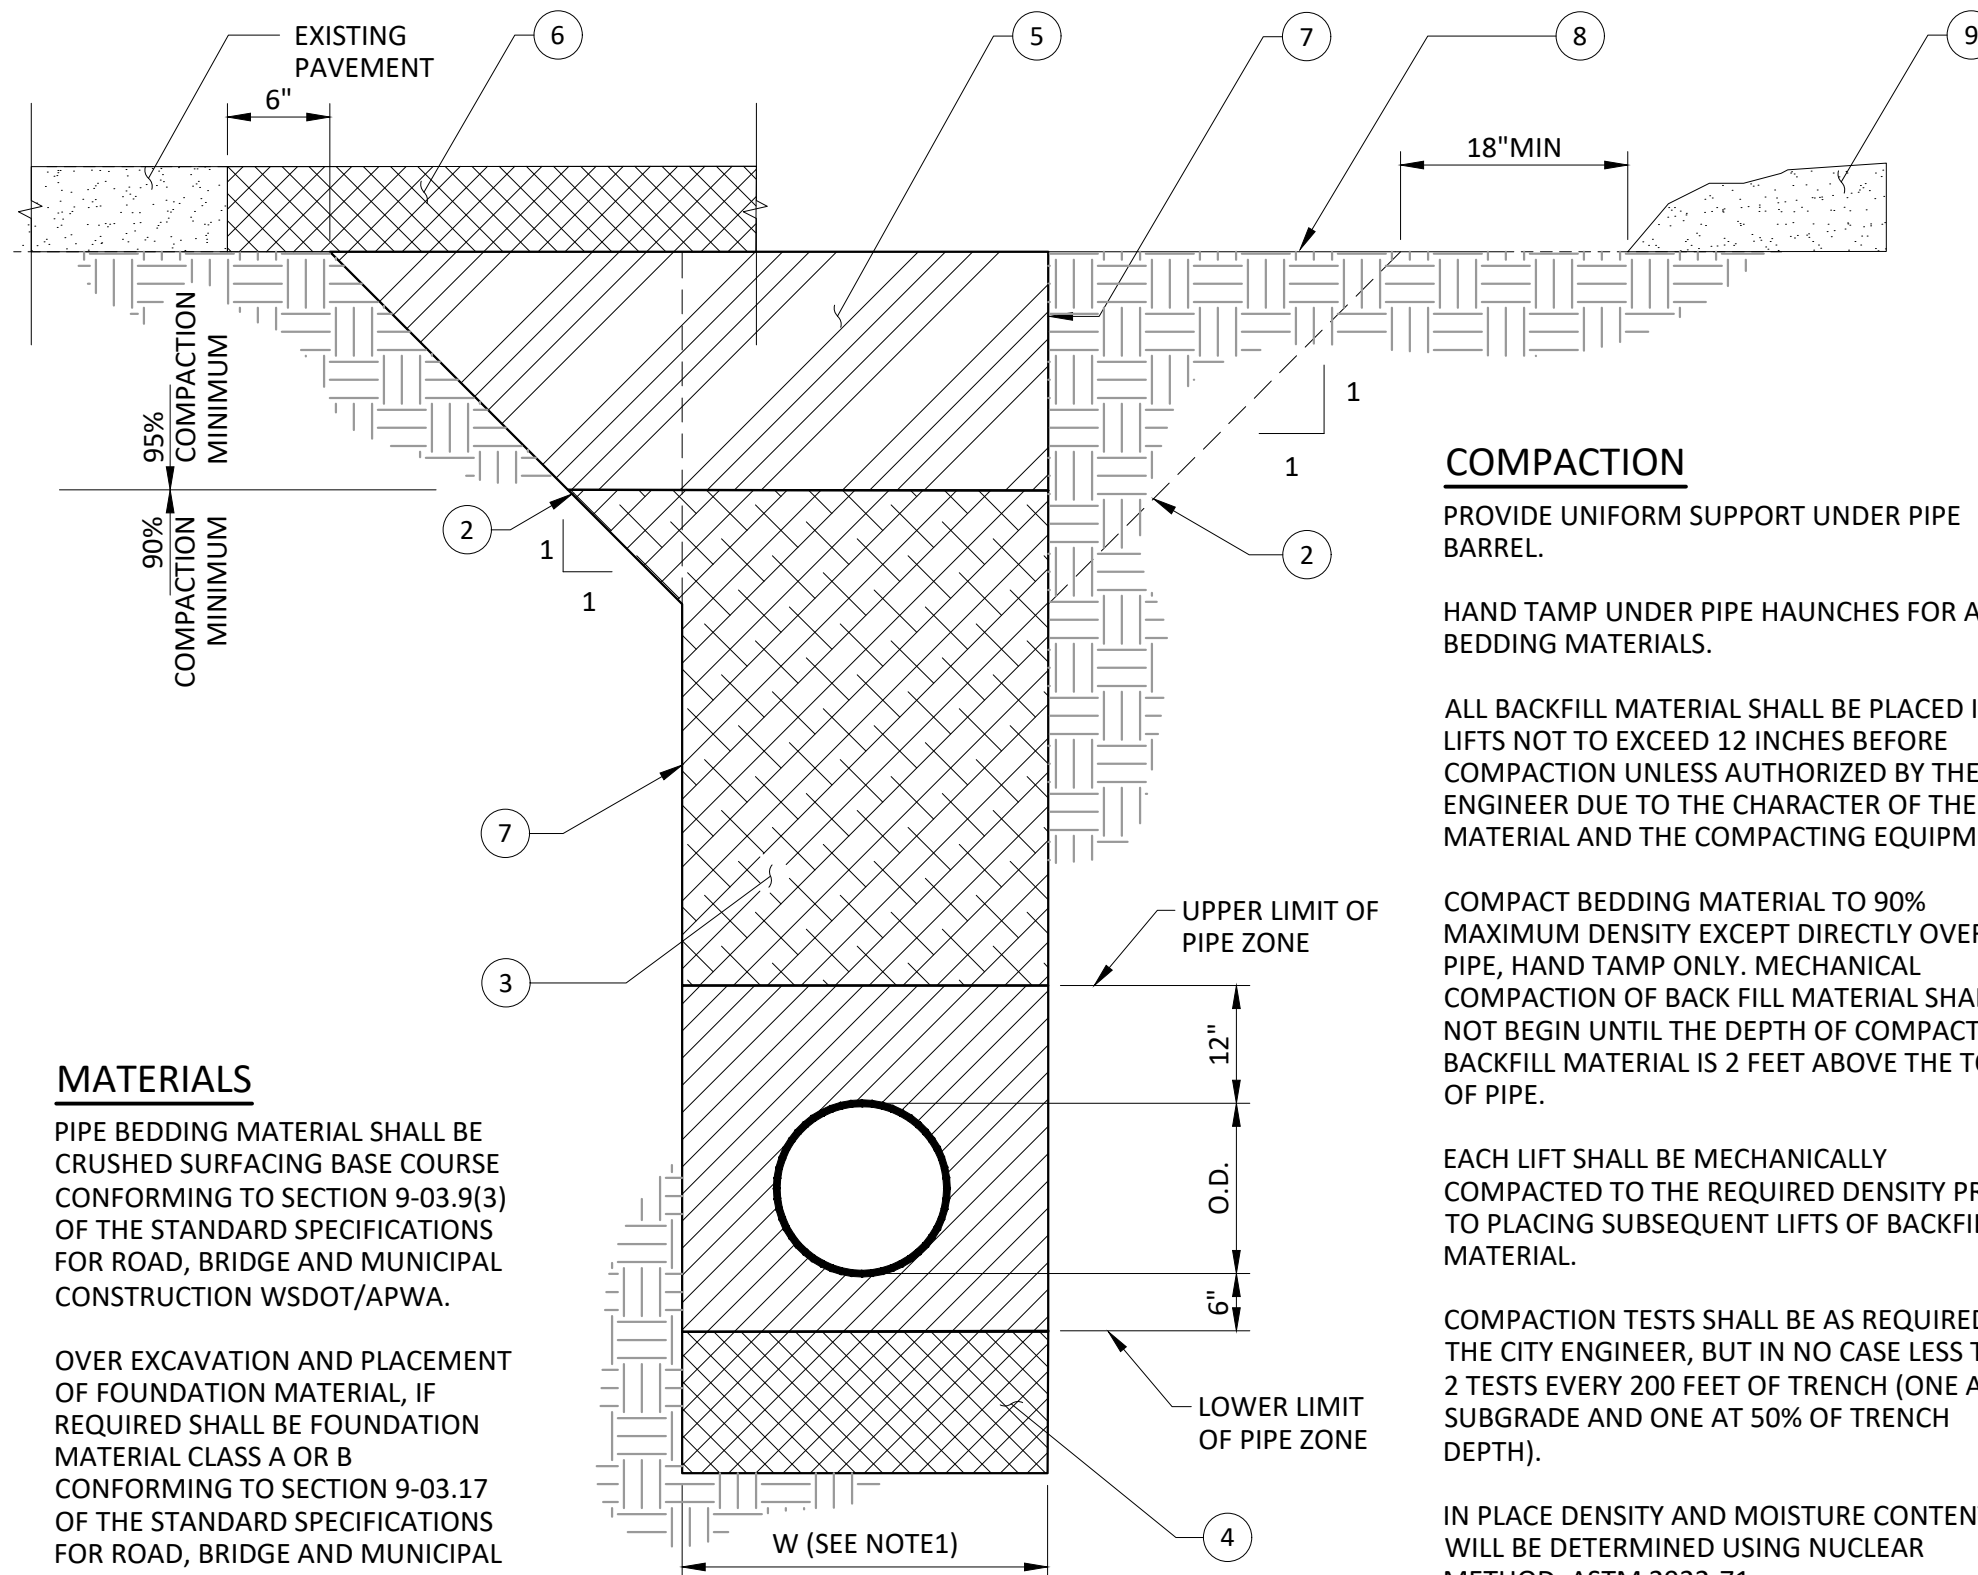 EXISTING
PAVEMENT
6
5
7
8
9
6"
18"MIN
95%
COMPACTION
MINIMUM
90%
COMPACTION
MINIMUM
2
1
1
1
1
2
7
3
UPPER LIMIT OF
PIPE ZONE
12"
O.D.
6"
LOWER LIMIT
OF PIPE ZONE
4
W (SEE NOTE1)
MATERIALS
PIPE BEDDING MATERIAL SHALL BE
CRUSHED SURFACING BASE COURSE
CONFORMING TO SECTION 9-03.9(3)
OF THE STANDARD SPECIFICATIONS
FOR ROAD, BRIDGE AND MUNICIPAL
CONSTRUCTION WSDOT/APWA.
OVER EXCAVATION AND PLACEMENT
OF FOUNDATION MATERIAL, IF
REQUIRED SHALL BE FOUNDATION
MATERIAL CLASS A OR B
CONFORMING TO SECTION 9-03.17
OF THE STANDARD SPECIFICATIONS
FOR ROAD, BRIDGE AND MUNICIPAL
COMPACTION
PROVIDE UNIFORM SUPPORT UNDER PIPE
BARREL.
HAND TAMP UNDER PIPE HAUNCHES FOR A
BEDDING MATERIALS.
ALL BACKFILL MATERIAL SHALL BE PLACED I
LIFTS NOT TO EXCEED 12 INCHES BEFORE
COMPACTION UNLESS AUTHORIZED BY THE
ENGINEER DUE TO THE CHARACTER OF THE
MATERIAL AND THE COMPACTING EQUIPM
COMPACT BEDDING MATERIAL TO 90%
MAXIMUM DENSITY EXCEPT DIRECTLY OVER
PIPE, HAND TAMP ONLY. MECHANICAL
COMPACTION OF BACK FILL MATERIAL SHA
NOT BEGIN UNTIL THE DEPTH OF COMPACT
BACKFILL MATERIAL IS 2 FEET ABOVE THE TO
OF PIPE.
EACH LIFT SHALL BE MECHANICALLY
COMPACTED TO THE REQUIRED DENSITY PR
TO PLACING SUBSEQUENT LIFTS OF BACKFI
MATERIAL.
COMPACTION TESTS SHALL BE AS REQUIRED
THE CITY ENGINEER, BUT IN NO CASE LESS T
2 TESTS EVERY 200 FEET OF TRENCH (ONE A
SUBGRADE AND ONE AT 50% OF TRENCH
DEPTH).
IN PLACE DENSITY AND MOISTURE CONTEN
WILL BE DETERMINED USING NUCLEAR
METHOD, ASTM 2922-71